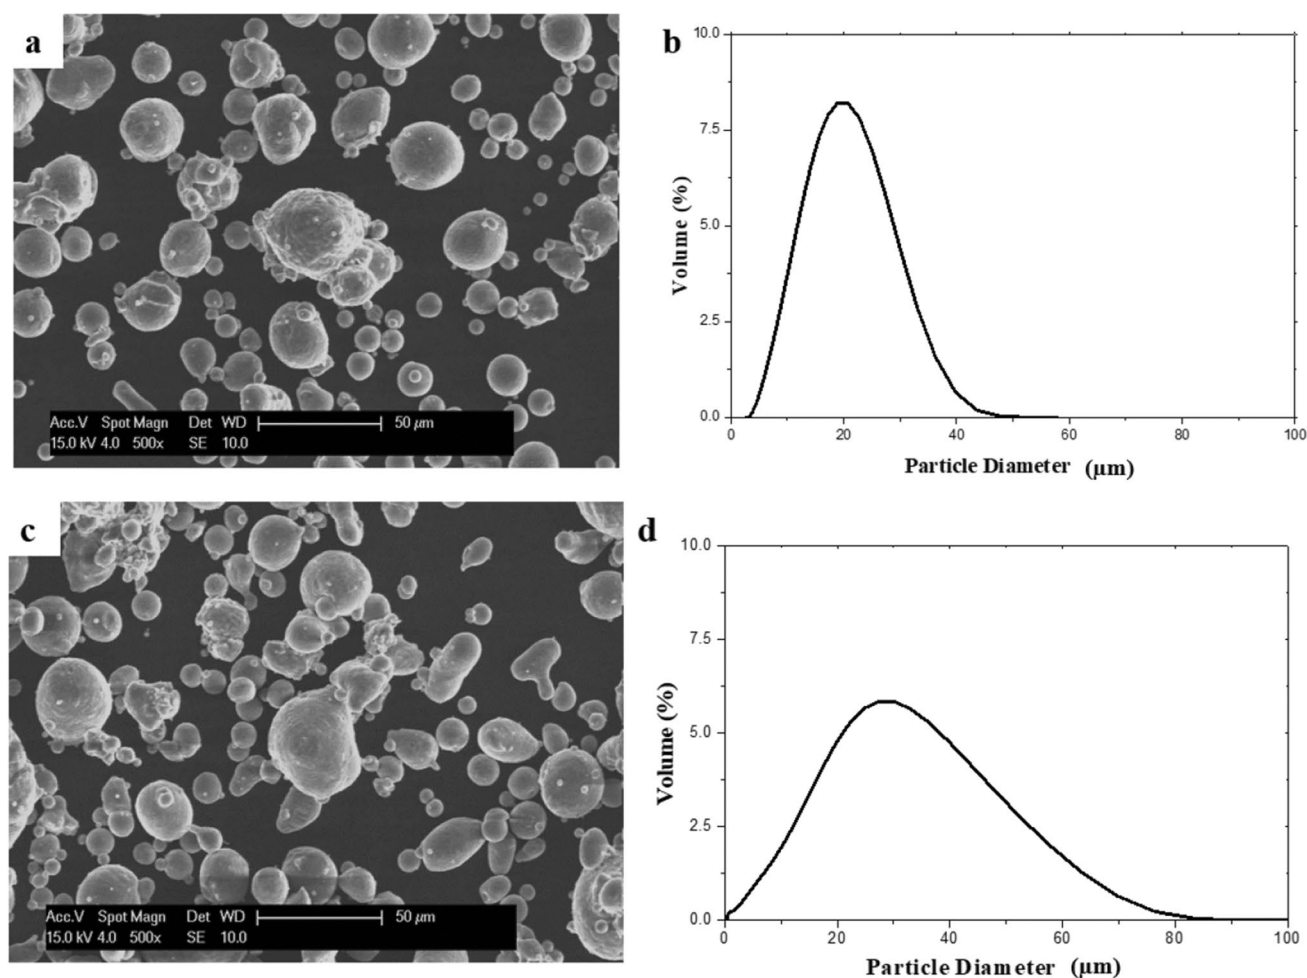 a
Acc.V Spot Magn Det WD 50 µm
15.0 kV 4.0 500x SE 10.0
b
10.0
7.5
5.0
2.5
0.0
Volume (%)
0 20 40 60 80 100
Particle Diameter (µm)
c
Acc.V Spot Magn Det WD 50 µm
15.0 kV 4.0 500x SE 10.0
d
10.0
7.5
5.0
2.5
0.0
Volume (%)
0 20 40 60 80 100
Particle Diameter (µm)